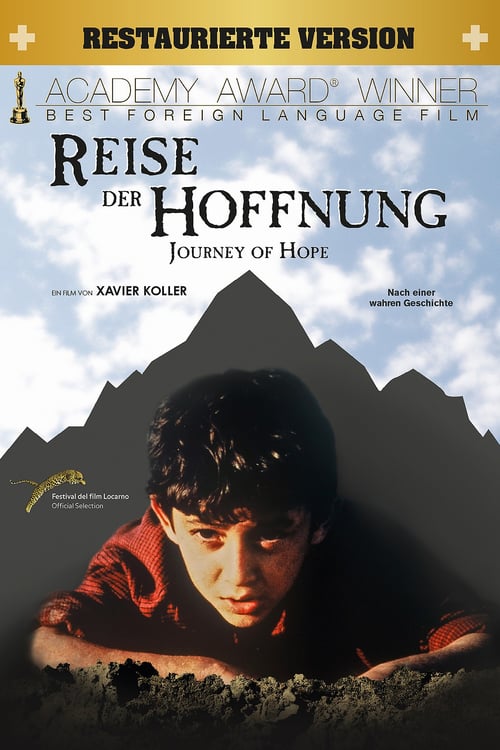 RESTAURIERTE VERSION
ACADEMY AWARD® WINNER
BEST FOREIGN LANGUAGE FILM
REISE
DER HOFFNUNG
JOURNEY OF HOPE
EIN FILM VON XAVIER KOLLER
Nach einer
wahren Geschichte
Festival del film Locarno
Official Selection